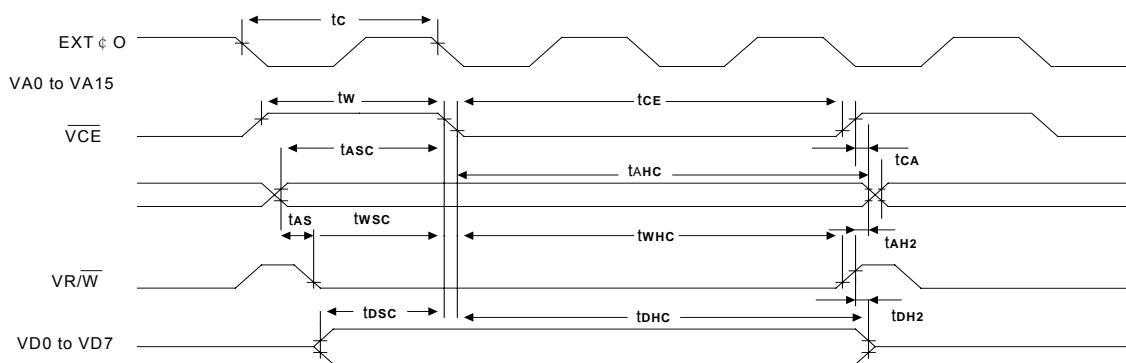 tC
EXT ¢ O
VA0 to VA15
tW
tCE
VCE
tASC
tCA
tAHC
tAS
tWSC
tWHC
tAH2
VR/W
tDSC
tDHC
tDH2
VD0 to VD7